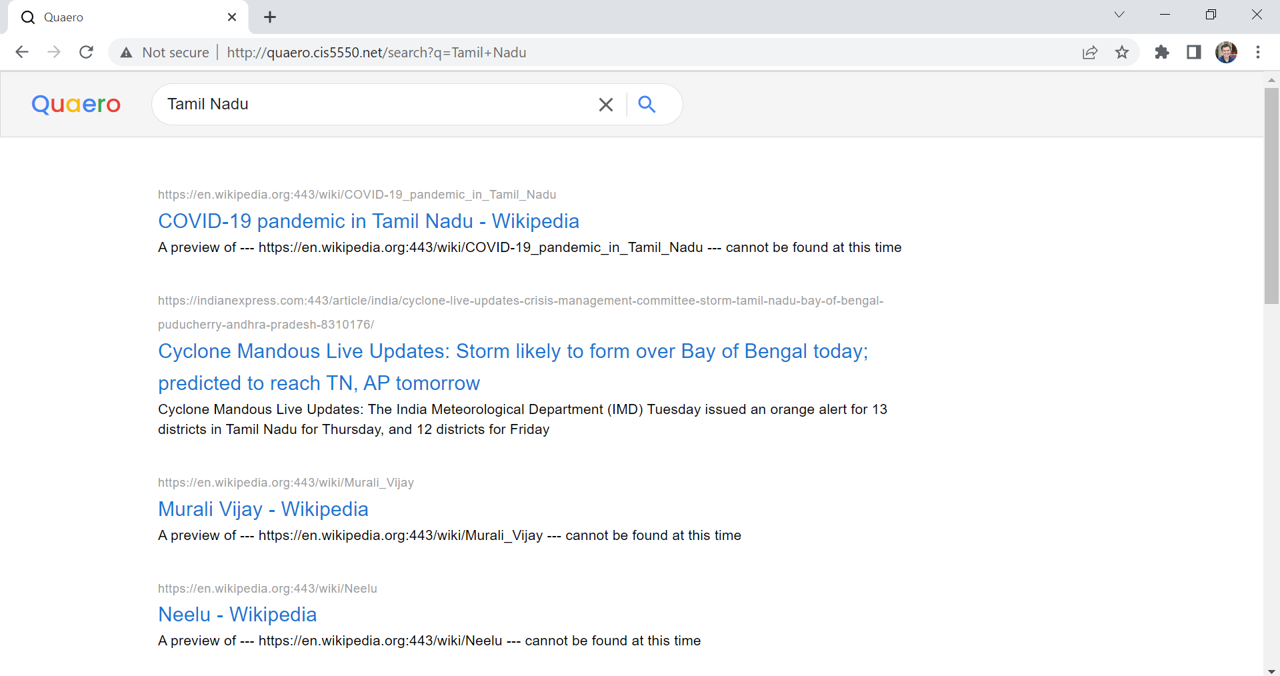 Quaero
Not secure | http://quaero.cis5550.net/search?q=Tamil+Nadu
Quaero
Tamil Nadu
https://en.wikipedia.org:443/wiki/COVID-19_pandemic_in_Tamil_Nadu
COVID-19 pandemic in Tamil Nadu - Wikipedia
A preview of --- https://en.wikipedia.org:443/wiki/COVID-19_pandemic_in_Tamil_Nadu --- cannot be found at this time
https://indianexpress.com:443/article/india/cyclone-live-updates-crisis-management-committee-storm-tamil-nadu-bay-of-bengal-
puducherry-andhra-pradesh-8310176/
Cyclone Mandous Live Updates: Storm likely to form over Bay of Bengal today;
predicted to reach TN, AP tomorrow
Cyclone Mandous Live Updates: The India Meteorological Department (IMD) Tuesday issued an orange alert for 13
districts in Tamil Nadu for Thursday, and 12 districts for Friday
https://en.wikipedia.org:443/wiki/Murali_Vijay
Murali Vijay - Wikipedia
A preview of --- https://en.wikipedia.org:443/wiki/Murali_Vijay --- cannot be found at this time
https://en.wikipedia.org:443/wiki/Neelu
Neelu - Wikipedia
A preview of --- https://en.wikipedia.org:443/wiki/Neelu --- cannot be found at this time